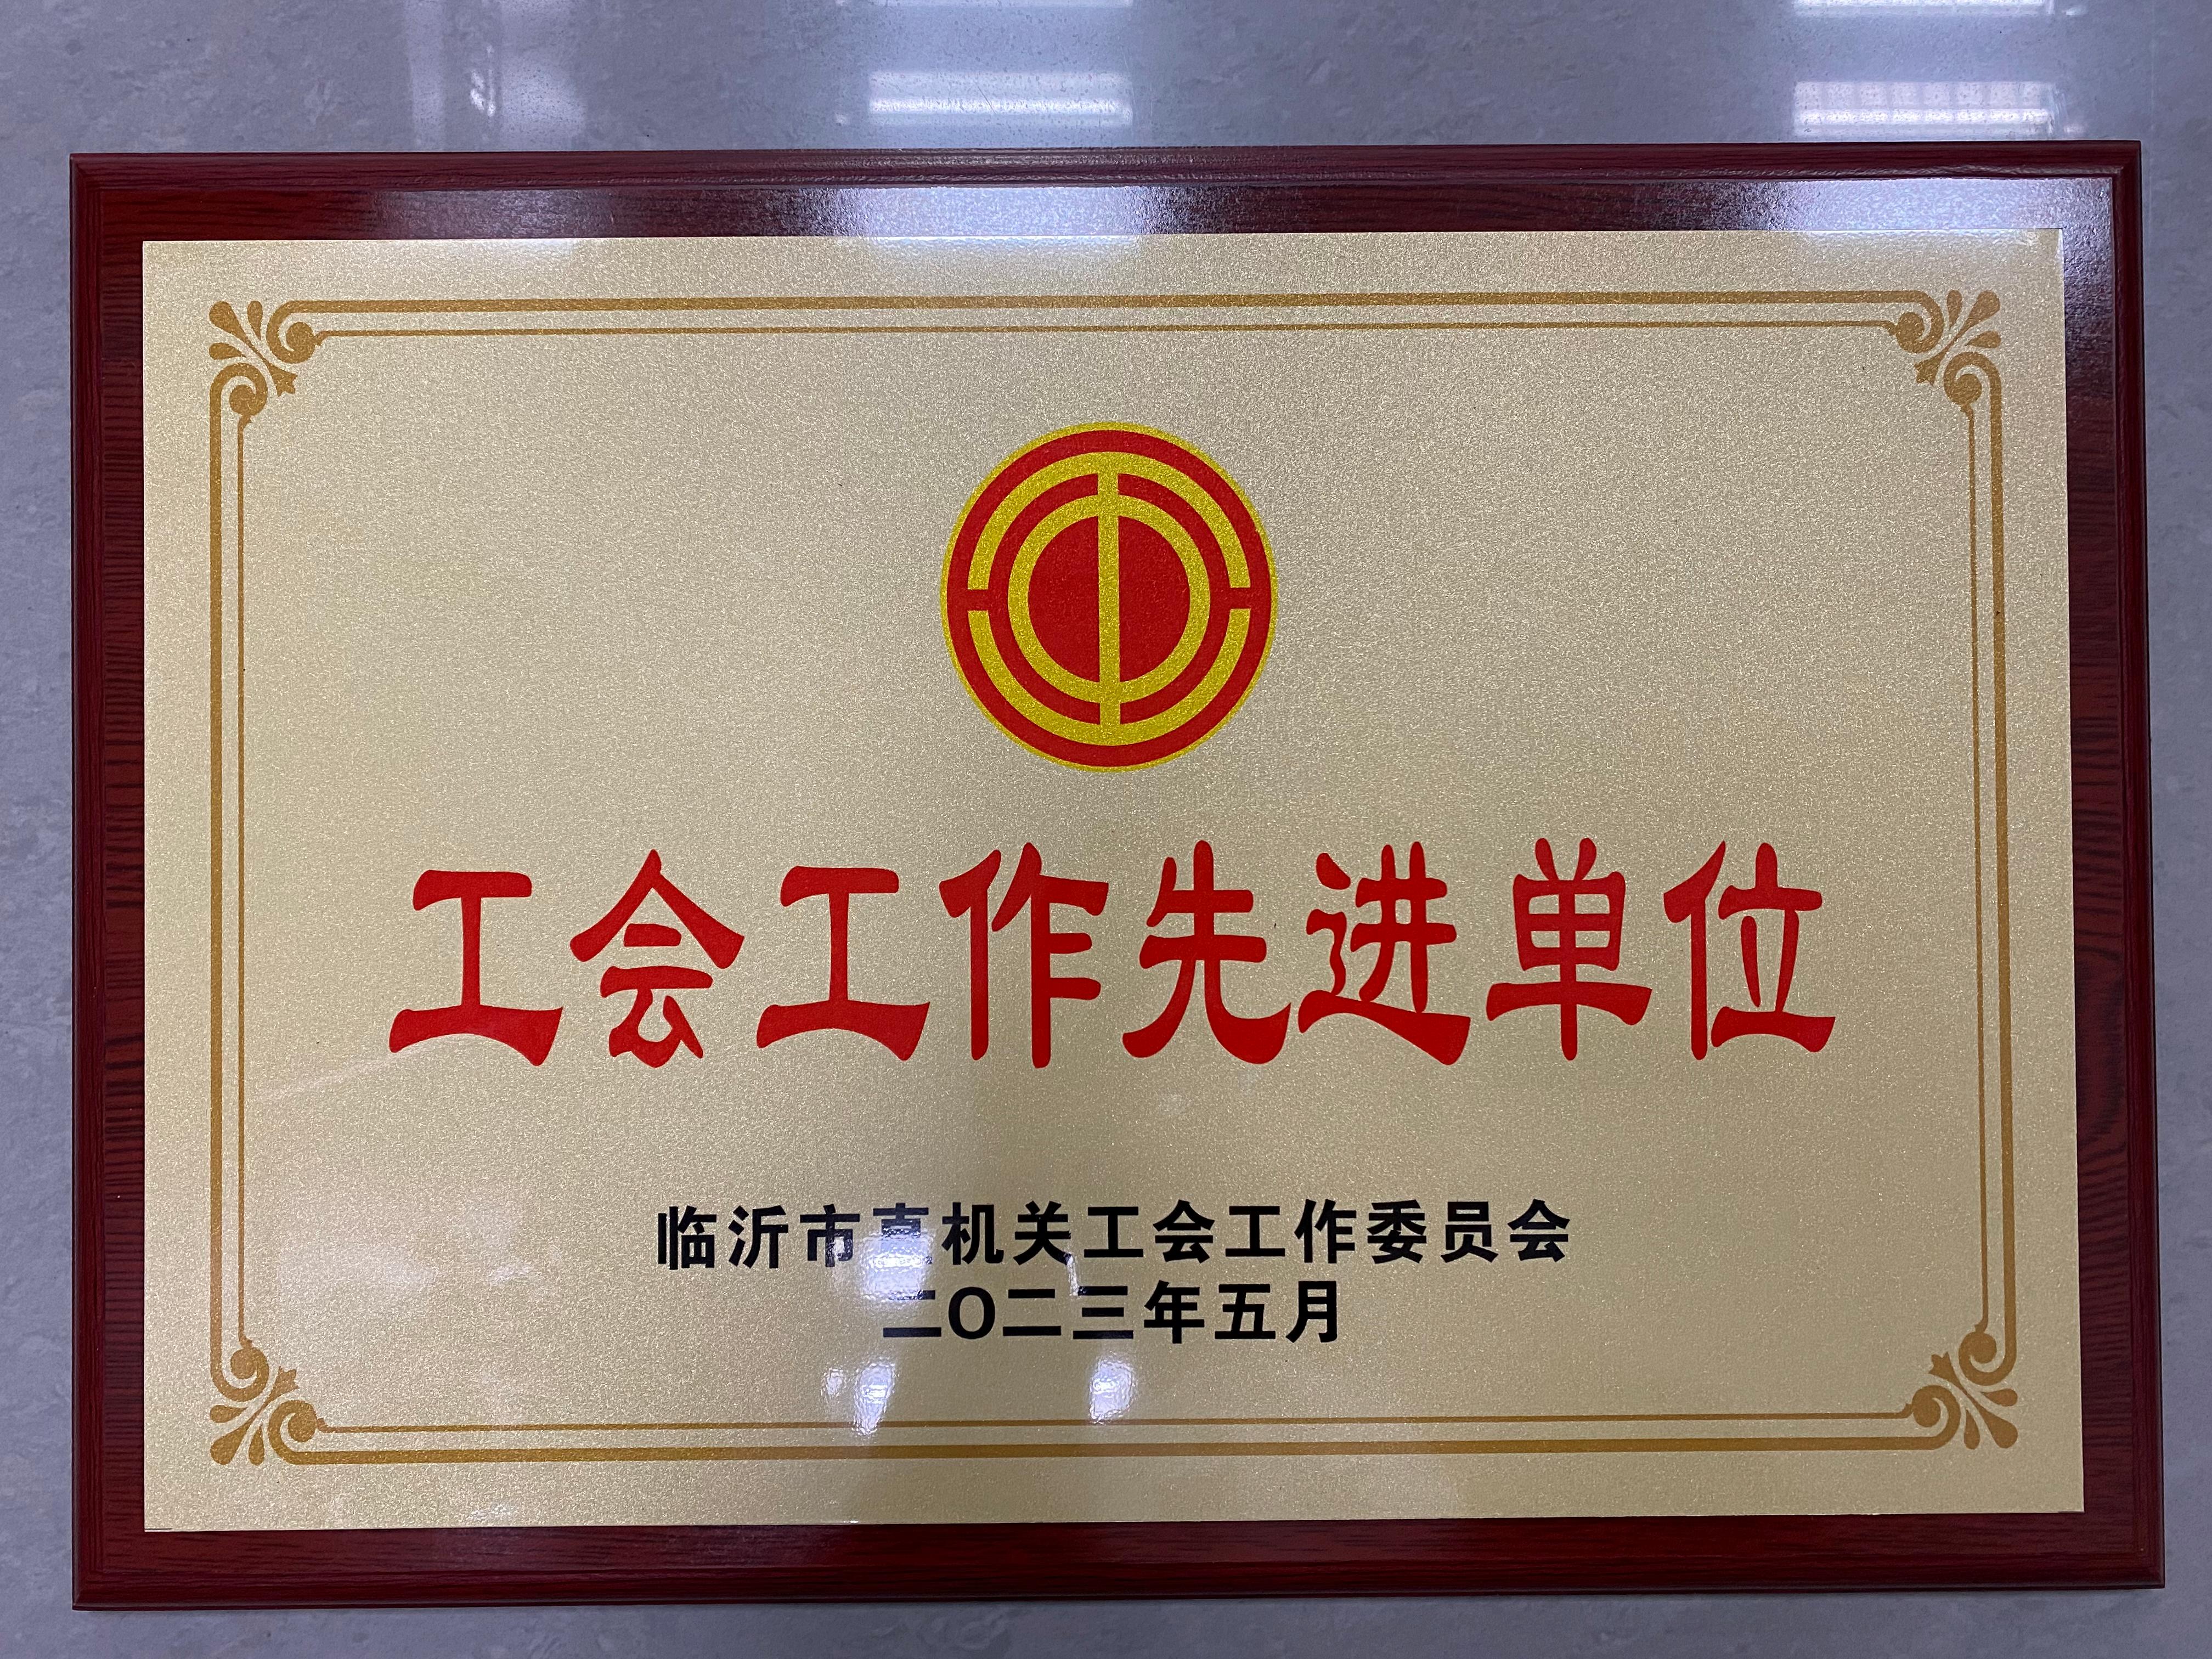 工会工作先进单位
临沂市直机关工会工作委员会
二〇二三年五月